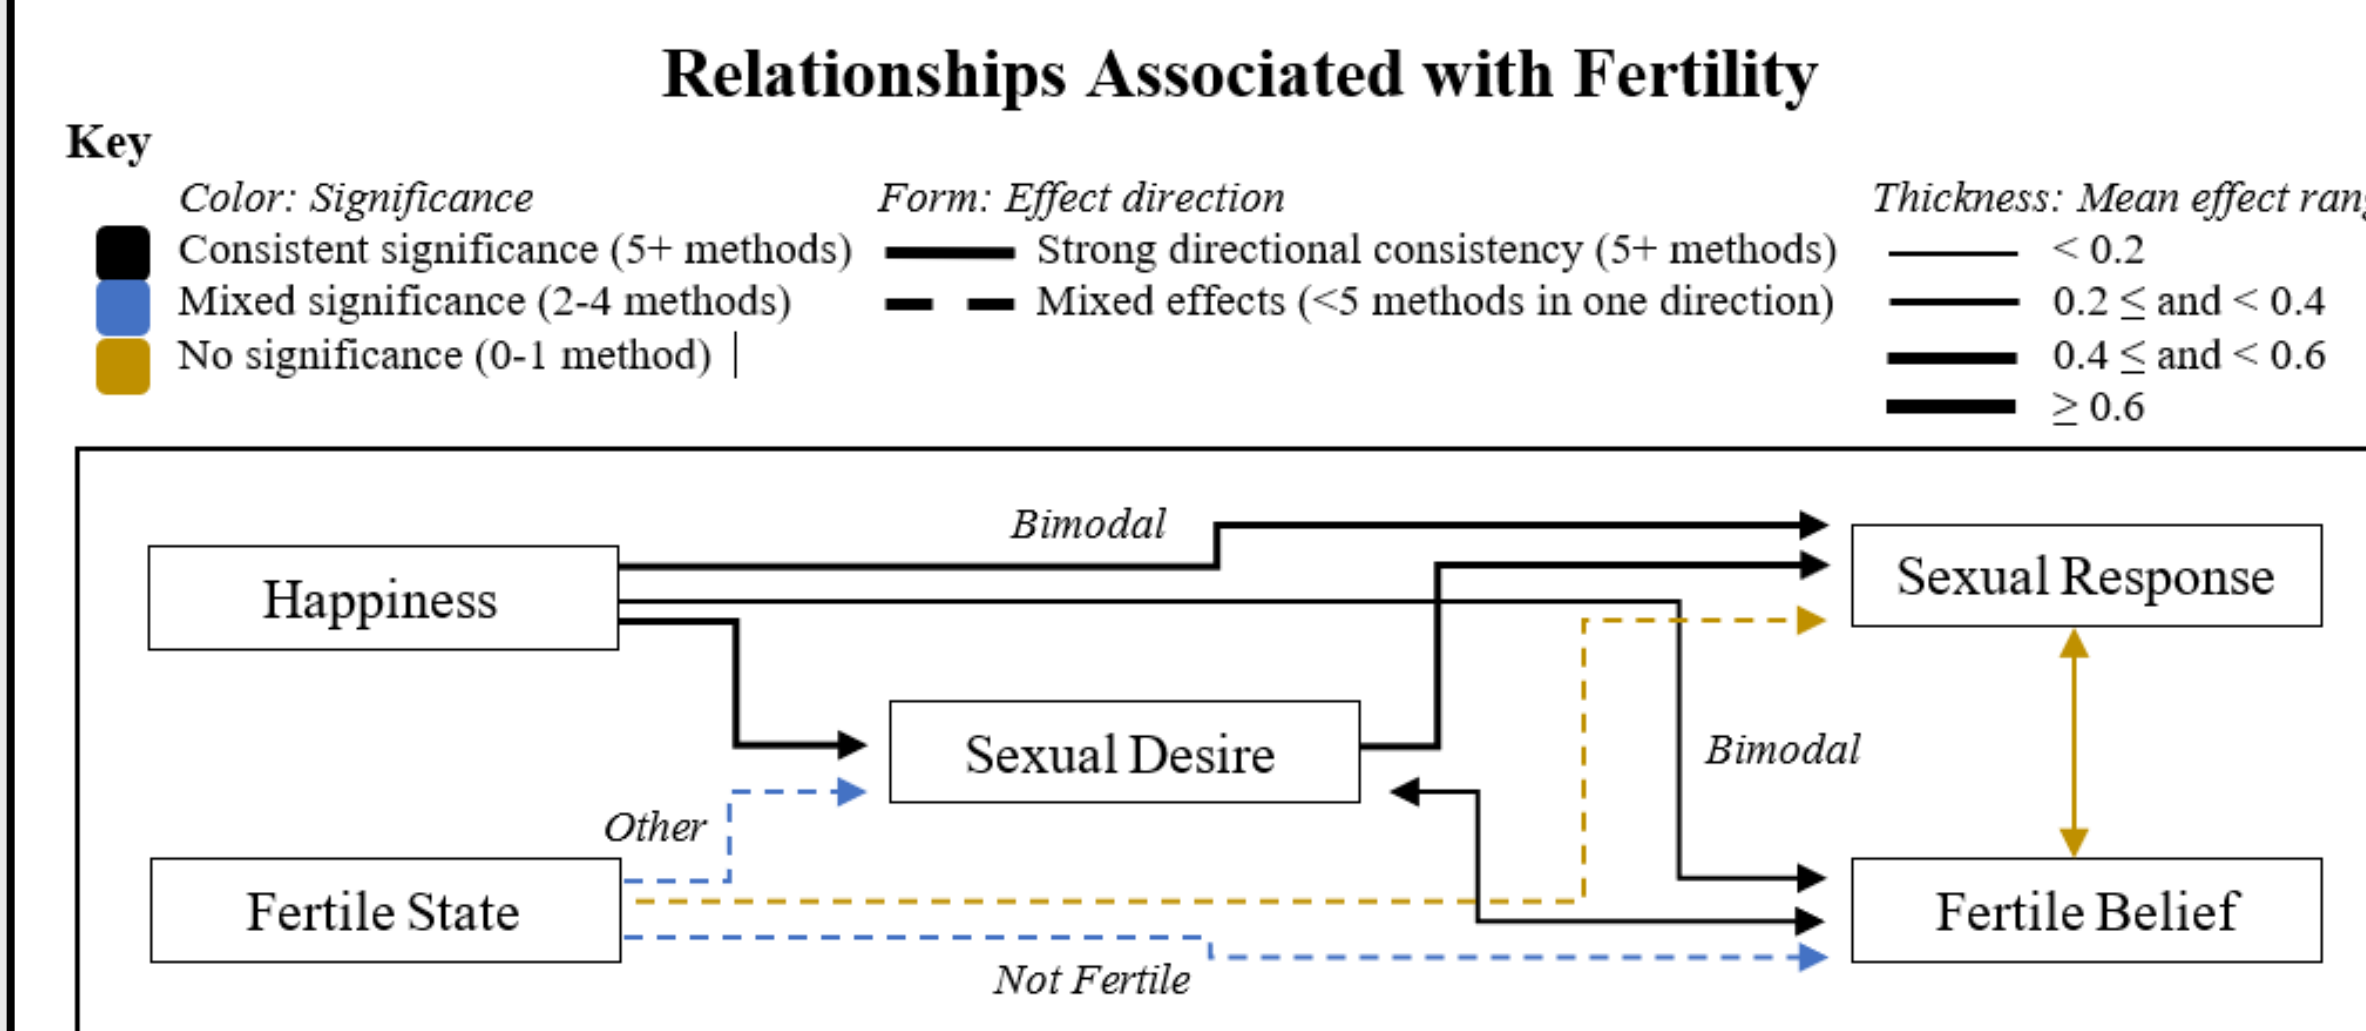 Relationships Associated with Fertility
Key
Color: Significance
Consistent significance (5+ methods)
Mixed significance (2-4 methods)
No significance (0-1 method)
Form: Effect direction
Strong directional consistency (5+ methods)
Mixed effects (<5 methods in one direction)
Thickness: Mean effect
< 0.2
0.2 ≤ and < 0.4
0.4 ≤ and < 0.6
≥ 0.6
Bimodal
Happiness
Sexual Response
Sexual Desire
Bimodal
Other
Fertile State
Fertile Belief
Not Fertile